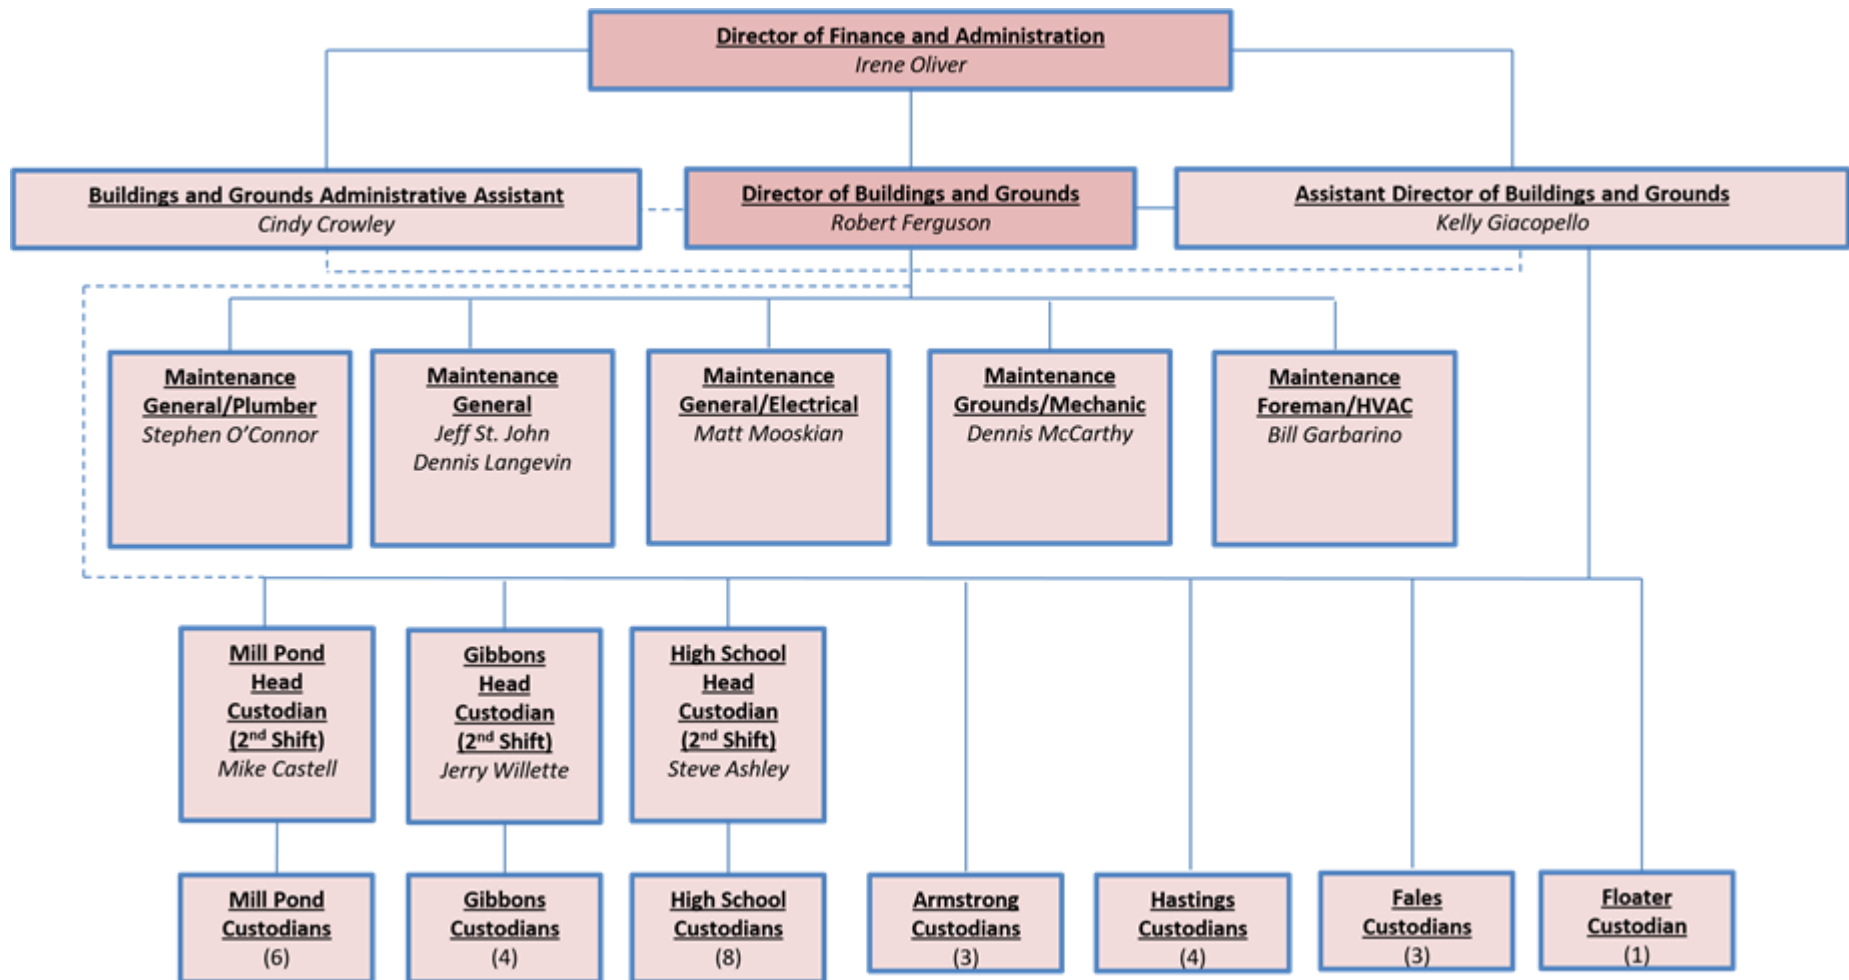 Director of Finance and Administration
Irene Oliver
Buildings and Grounds Administrative Assistant
Cindy Crowley
Director of Buildings and Grounds
Robert Ferguson
Assistant Director of Buildings and Grounds
Kelly Giacopello
Maintenance
General/Plumber
Stephen O’Connor
Maintenance
General
Jeff St. John
Dennis Langevin
Maintenance
General/Electrical
Matt Mooskian
Maintenance
Grounds/Mechanic
Dennis McCarthy
Maintenance
Foreman/HVAC
Bill Garbarino
Mill Pond
Head
Custodian
(2nd Shift)
Mike Castell
Gibbons
Head
Custodian
(2nd Shift)
Jerry Willette
High School
Head
Custodian
(2nd Shift)
Steve Ashley
Mill Pond
Custodians
(6)
Gibbons
Custodians
(4)
High School
Custodians
(8)
Armstrong
Custodians
(3)
Hastings
Custodians
(4)
Fales
Custodians
(3)
Floater
Custodian
(1)